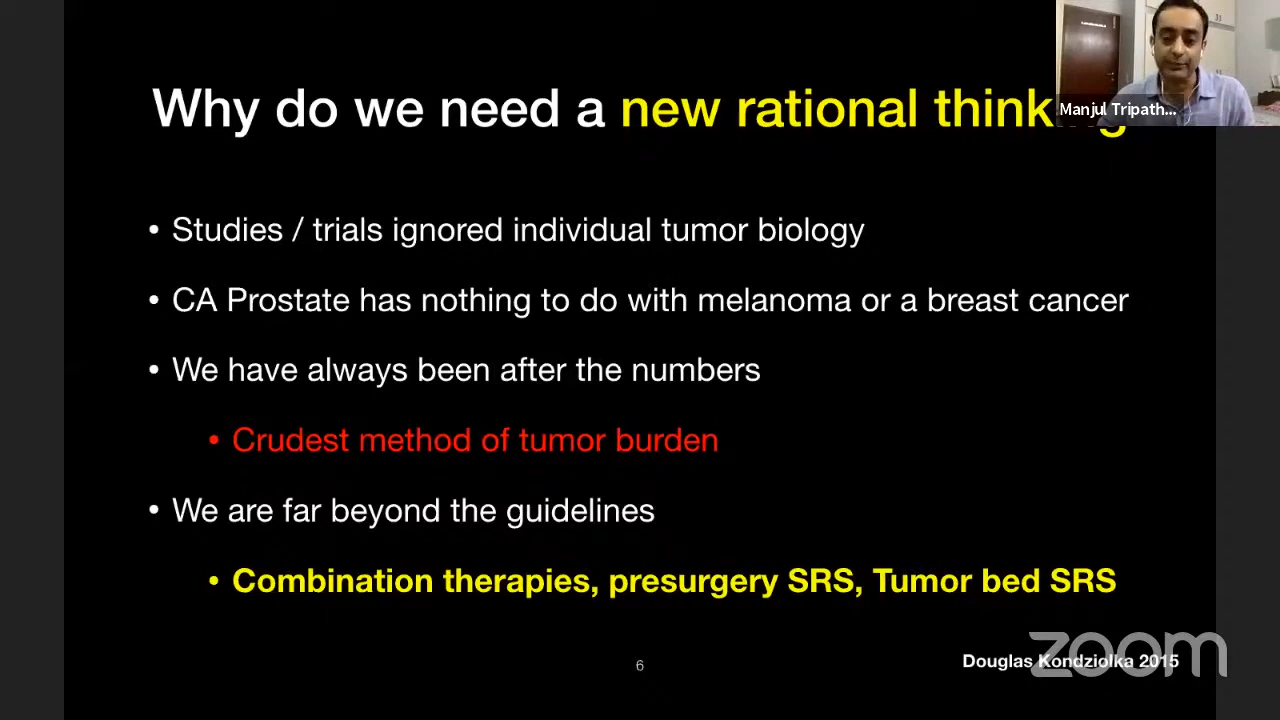 Why do we need a new rational thinking
Manjul Tripath...
• Studies / trials ignored individual tumor biology
• CA Prostate has nothing to do with melanoma or a breast cancer
• We have always been after the numbers
• Crudest method of tumor burden
• We are far beyond the guidelines
• Combination therapies, presurgery SRS, Tumor bed SRS
6
Douglas Kondziolka 2015
zoom